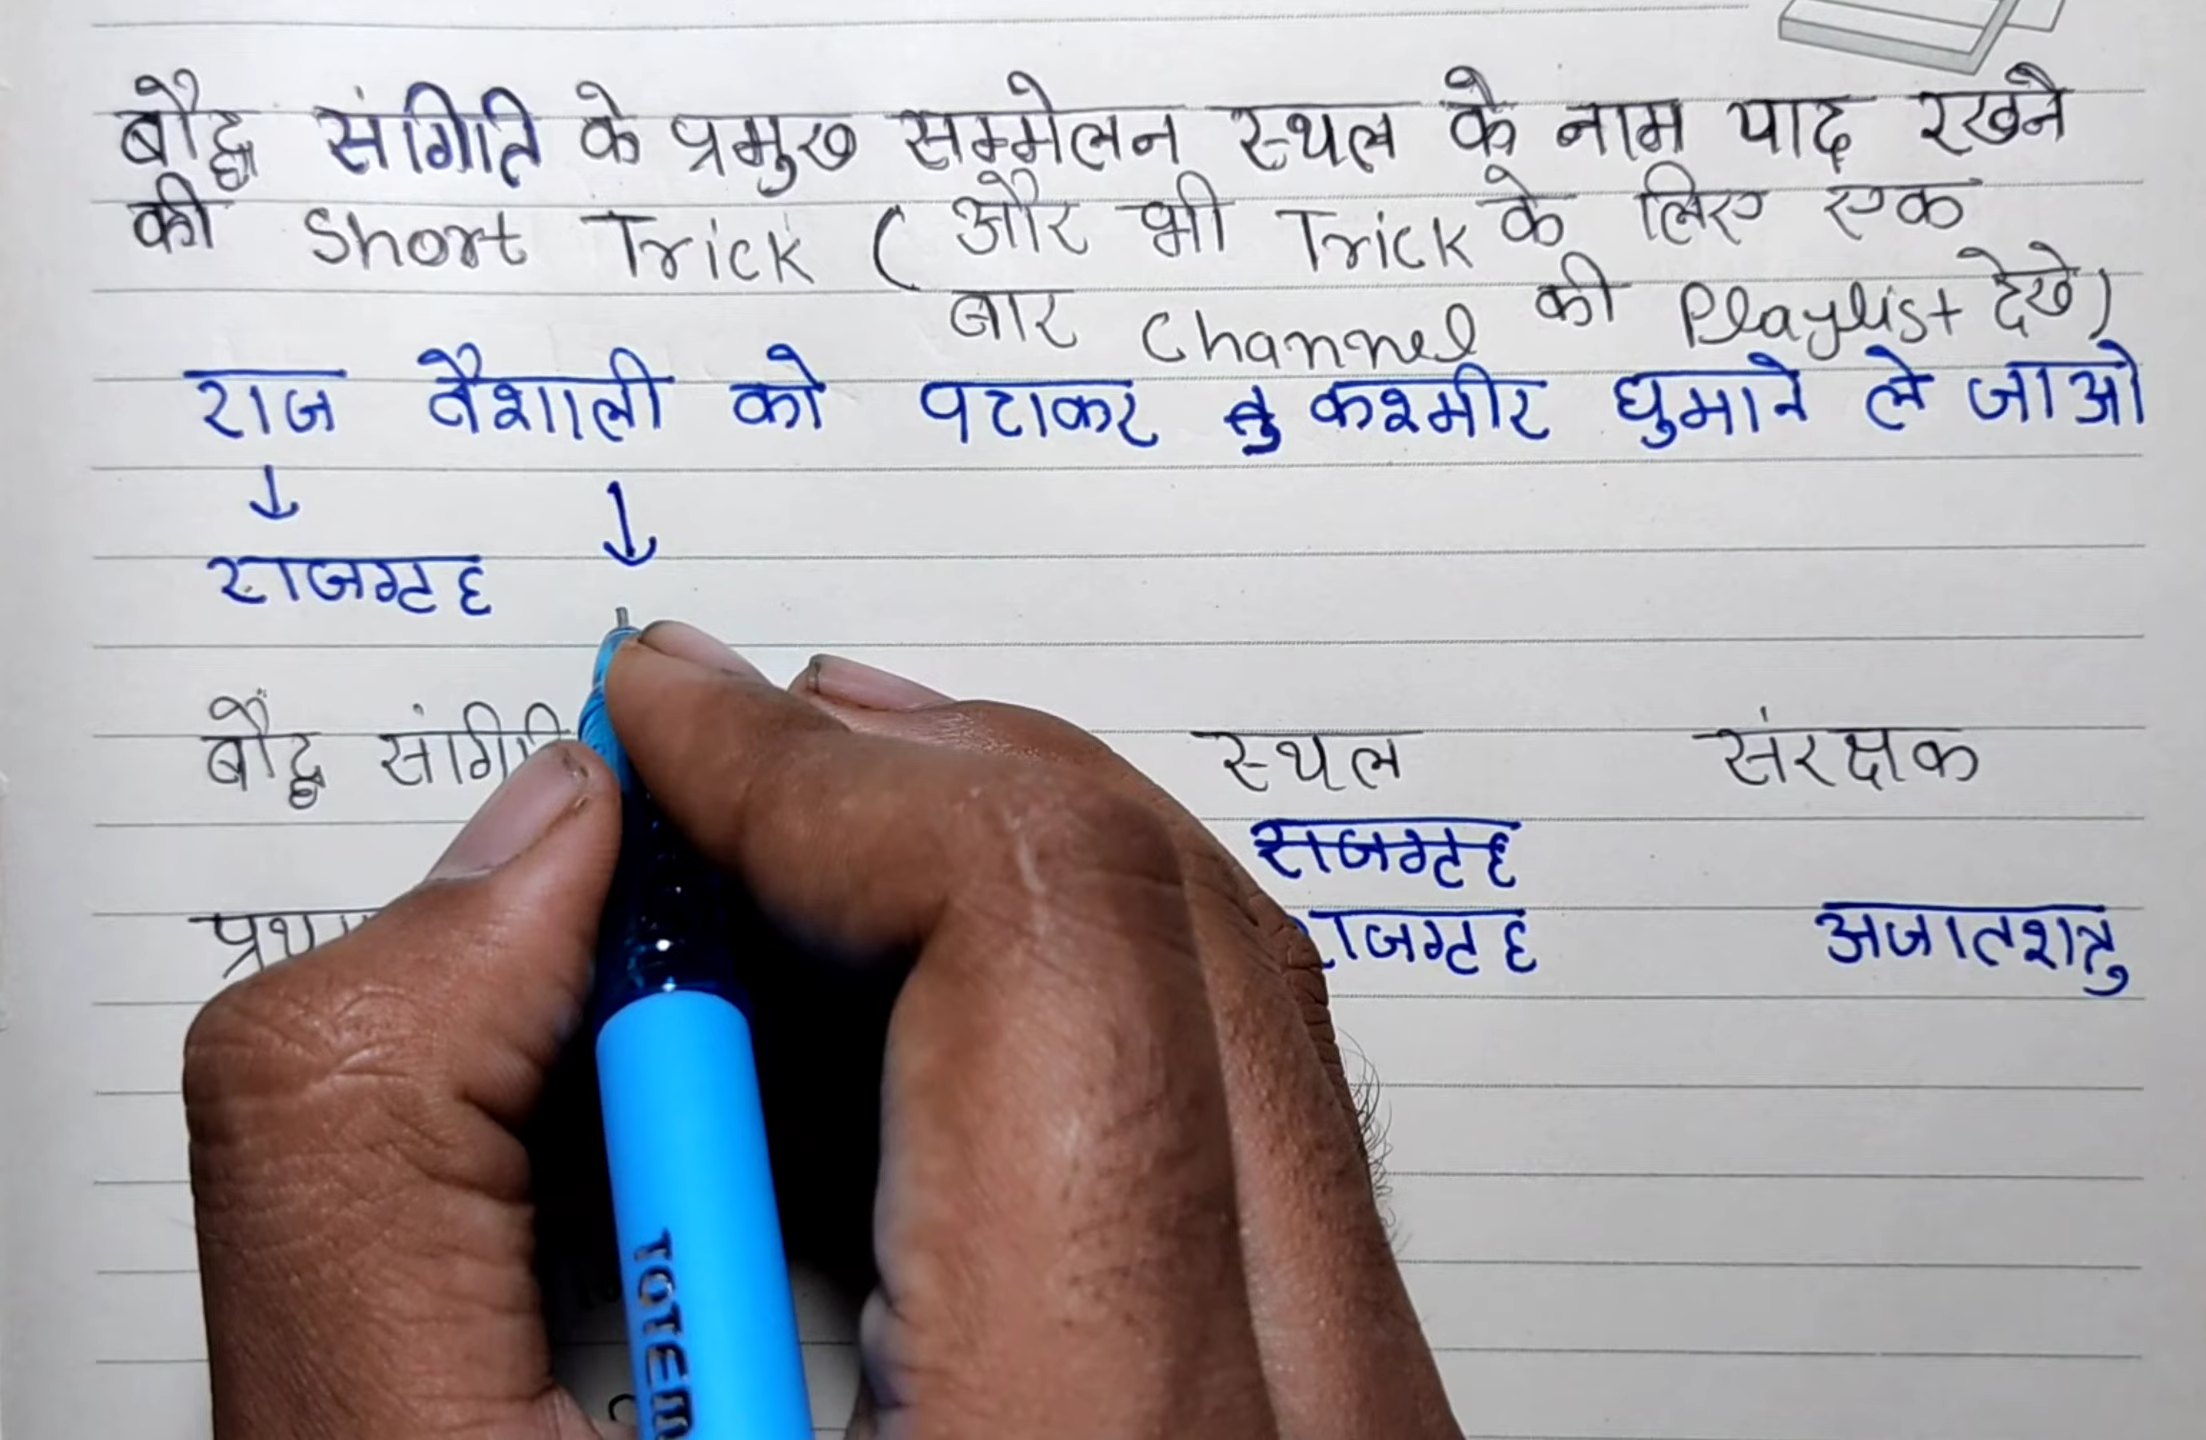 बौद्ध संगिति के प्रमुख सम्मेलन स्थल के नाम याद रखने
की Short Trick ( और भी Trick के लिए एक
बार Channel की Playlist देखे)
राज वैशाली को पटाकर कश्मीर घुमाने ले जाओ
↓ ↓
राजगृह
बौद्ध स्थल संरक्षक
राजगृह
राजगृह अजातशत्रु
TOTEM